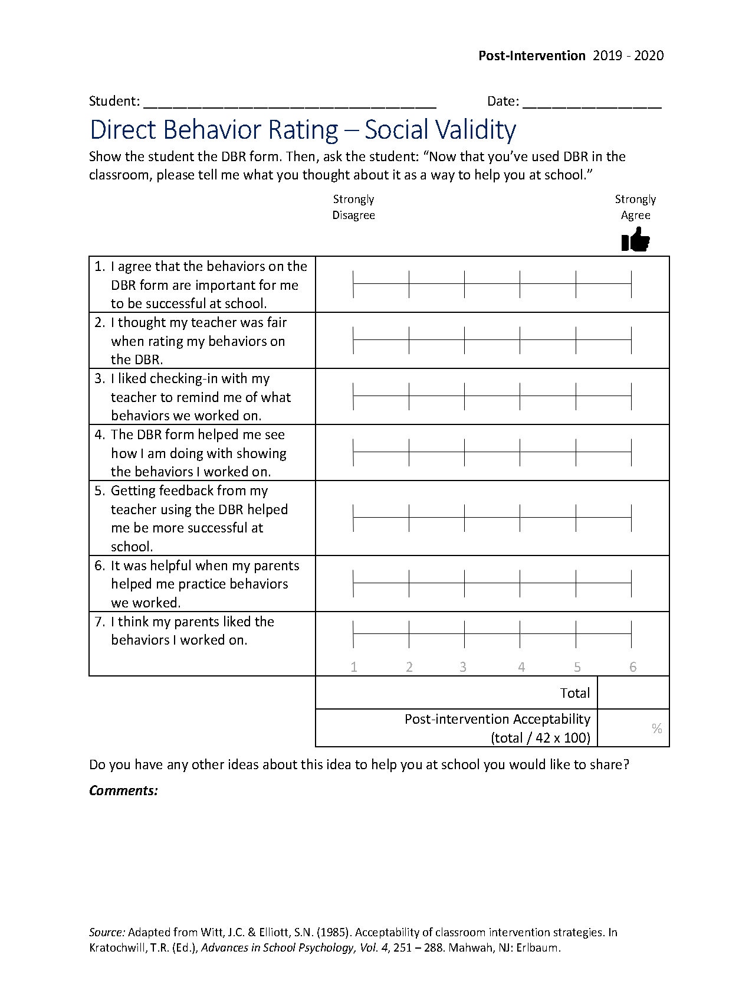 Post-Intervention 2019 - 2020
Student: ________________________________________ Date: ___________________
Direct Behavior Rating – Social Validity
Show the student the DBR form. Then, ask the student: “Now that you’ve used DBR in the
classroom, please tell me what you thought about it as a way to help you at school.”
Strongly Strongly
Disagree Agree
1. I agree that the behaviors on the
DBR form are important for me
to be successful at school.
2. I thought my teacher was fair
when rating my behaviors on
the DBR.
3. I liked checking-in with my
teacher to remind me of what
behaviors we worked on.
4. The DBR form helped me see
how I am doing with showing
the behaviors I worked on.
5. Getting feedback from my
teacher using the DBR helped
me be more successful at
school.
6. It was helpful when my parents
helped me practice behaviors
we worked.
7. I think my parents liked the
behaviors I worked on.
1 2 3 4 5 6
Total
Post-intervention Acceptability
(total / 42 x 100) %
Do you have any other ideas about this idea to help you at school you would like to share?
Comments:
Source: Adapted from Witt, J.C. & Elliott, S.N. (1985). Acceptability of classroom intervention strategies. In
Kratochwill, T.R. (Ed.), Advances in School Psychology, Vol. 4, 251 – 288. Mahwah, NJ: Erlbaum.